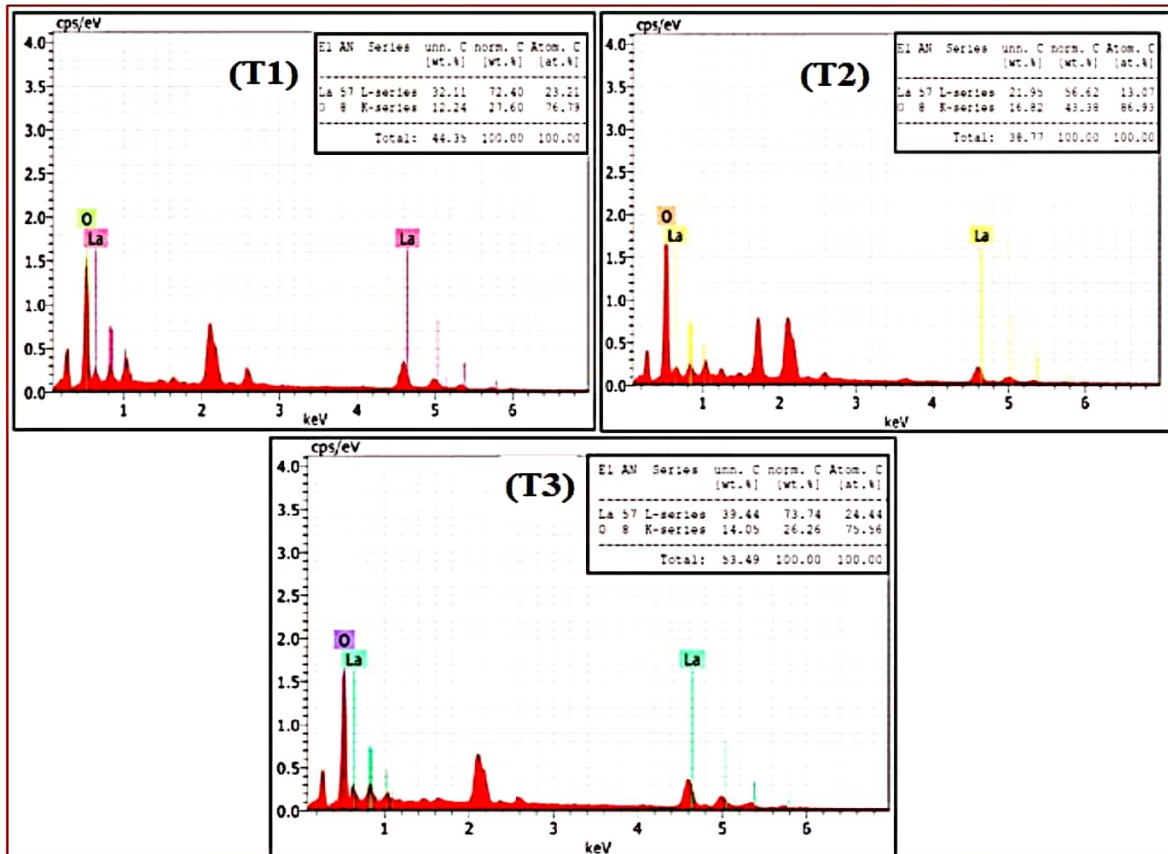 cps/eV
4.0
3.5
3.0
2.5
2.0
1.5
1.0
0.5
0.0
(T1)
El AN Series unn. C norm. C Atom. C
[wt.%] [wt.%] [at.%]
La 57 L-series 32.11 72.40 23.21
O 8 K-series 12.24 27.60 76.79
Total: 44.35 100.00 100.00
O
La
La
1 2 3 4 5 6
keV
cps/eV
4.0
3.5
3.0
2.5
2.0
1.5
1.0
0.5
0.0
(T2)
El AN Series unn. C norm. C Atom. C
[wt.%] [wt.%] [at.%]
La 57 L-series 21.95 56.62 13.07
O 8 K-series 16.82 43.38 86.93
Total: 38.77 100.00 100.00
O
La
La
1 2 3 4 5 6
keV
cps/eV
4.0
3.5
3.0
2.5
2.0
1.5
1.0
0.5
0.0
(T3)
El AN Series unn. C norm. C Atom. C
[wt.%] [wt.%] [at.%]
La 57 L-series 39.44 73.74 24.44
O 8 K-series 14.05 26.26 75.56
Total: 53.49 100.00 100.00
O
La
La
1 2 3 4 5 6
keV